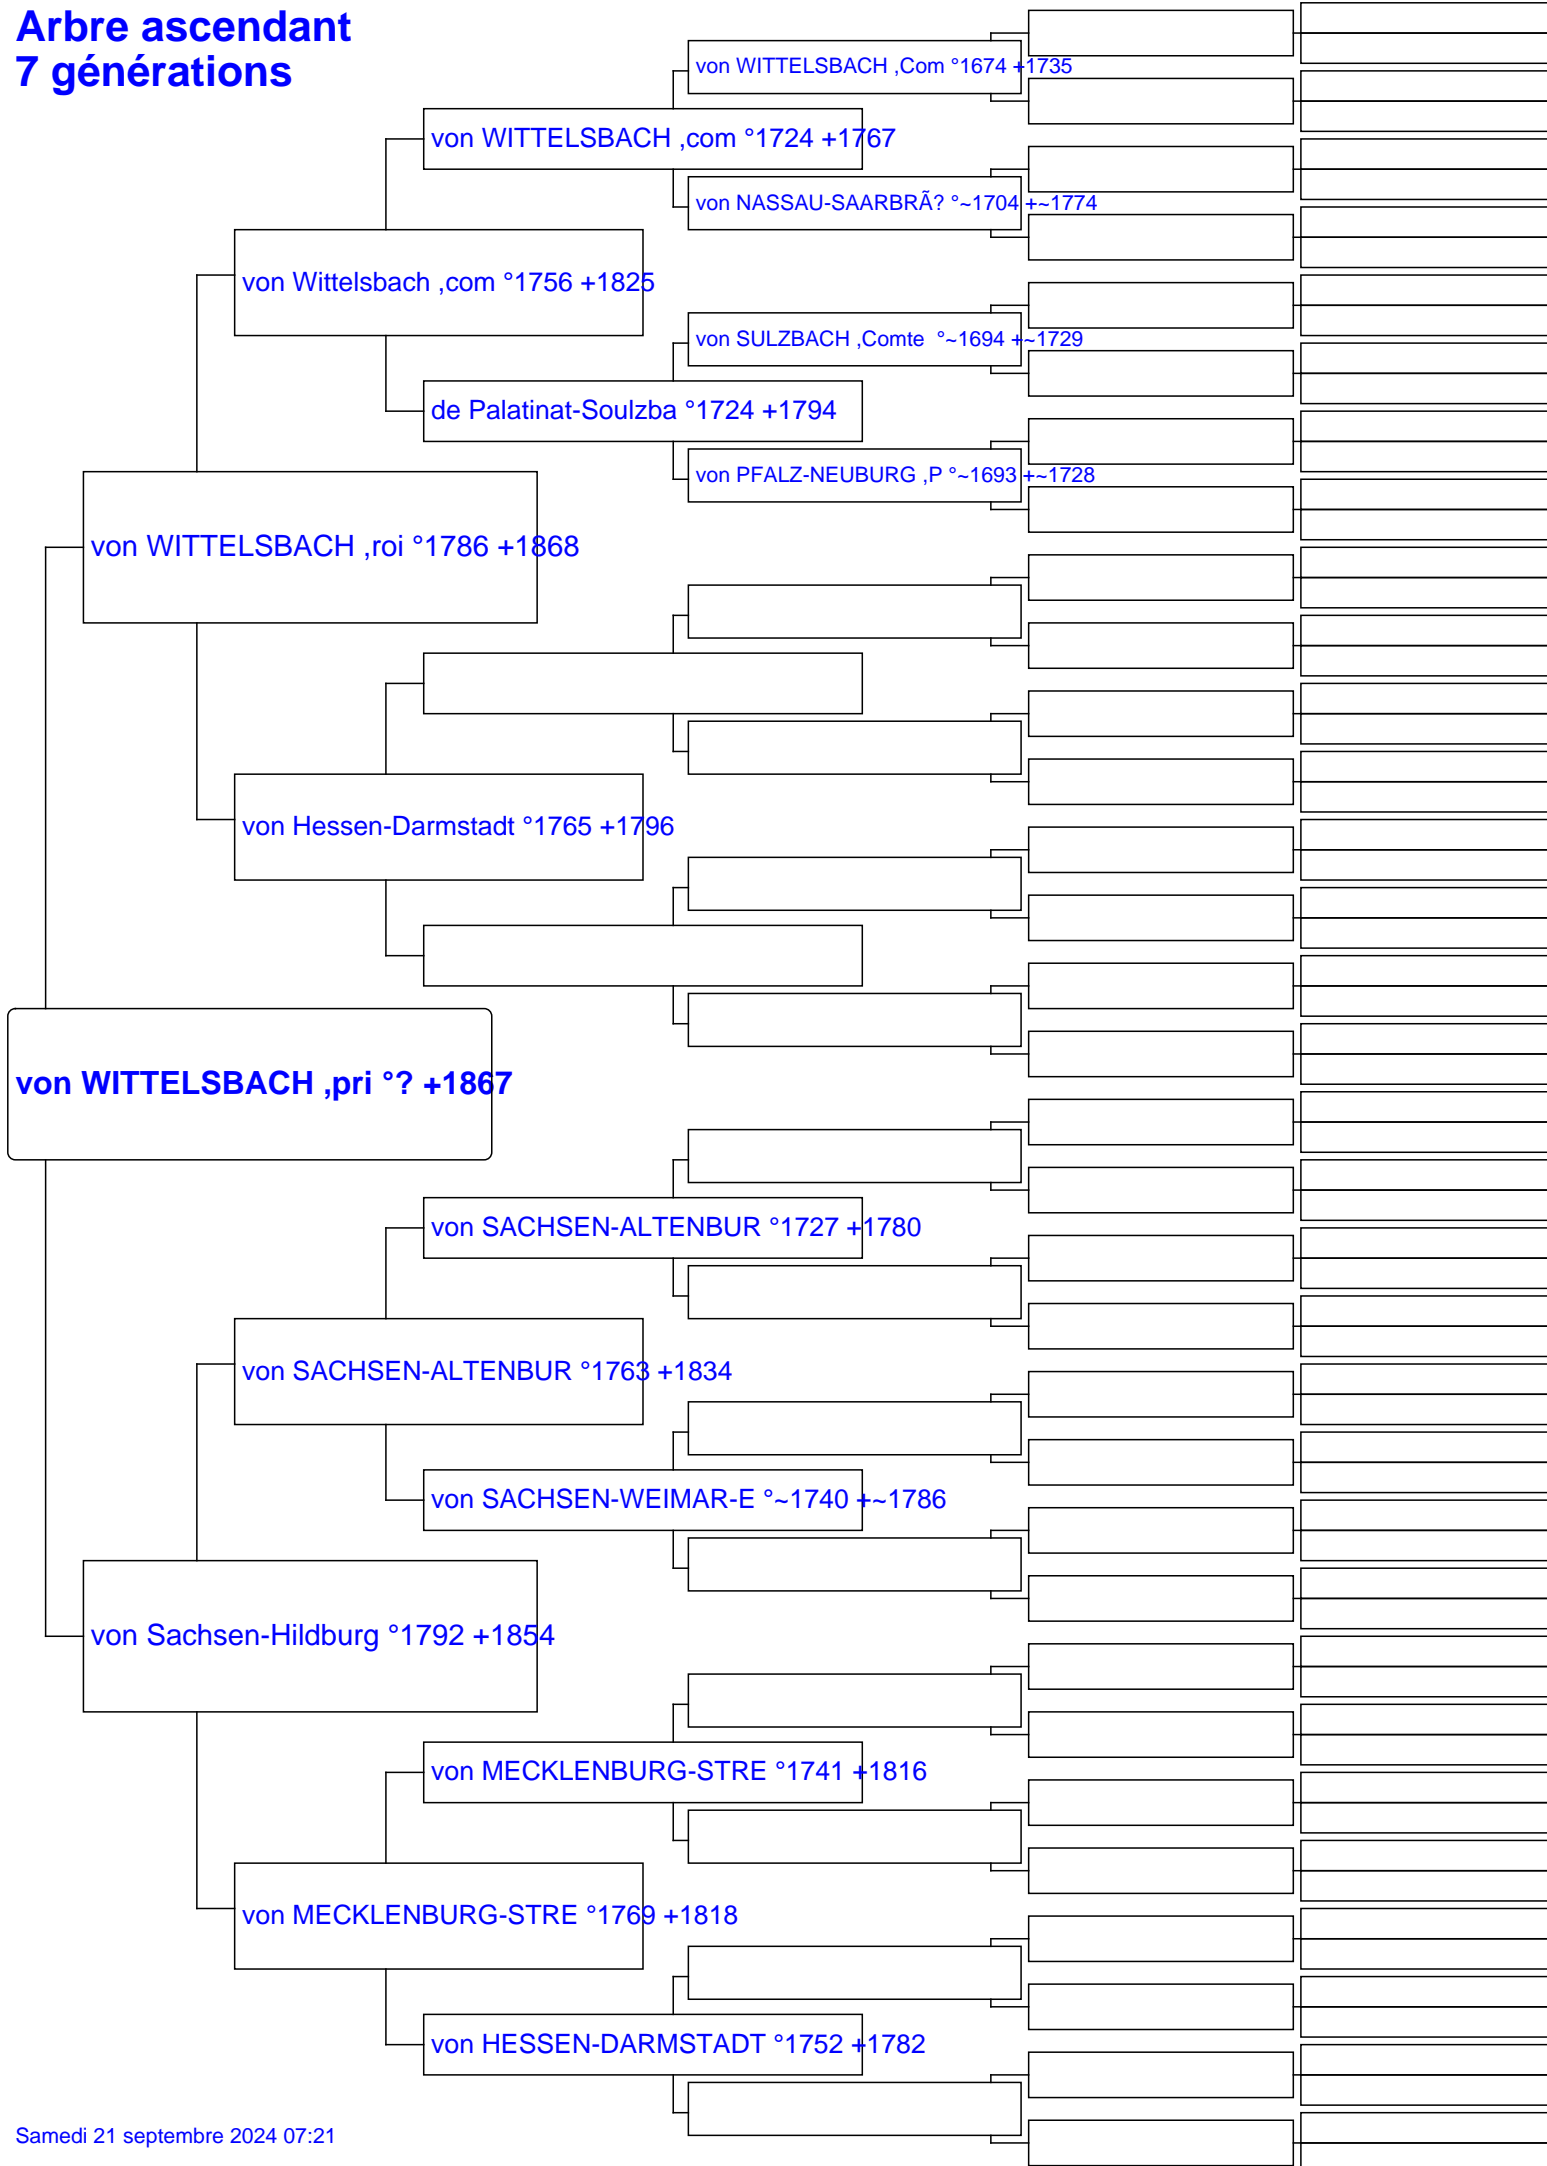 Arbre ascendant
7 générations
von WITTELSBACH ,Com °1674 +1735
von WITTELSBACH ,com °1724 +1767
von NASSAU-SAARBRÃ? °~1704 +~1774
von Wittelsbach ,com °1756 +1825
von SULZBACH ,Comte  °~1694 +~1729
de Palatinat-Soulzba °1724 +1794
von PFALZ-NEUBURG ,P °~1693 +~1728
von WITTELSBACH ,roi °1786 +1868
von Hessen-Darmstadt °1765 +1796
von WITTELSBACH ,pri °? +1867
von SACHSEN-ALTENBUR °1727 +1780
von SACHSEN-ALTENBUR °1763 +1834
von SACHSEN-WEIMAR-E °~1740 +~1786
von Sachsen-Hildburg °1792 +1854
von MECKLENBURG-STRE °1741 +1816
von MECKLENBURG-STRE °1769 +1818
von HESSEN-DARMSTADT °1752 +1782
Samedi 21 septembre 2024 07:21